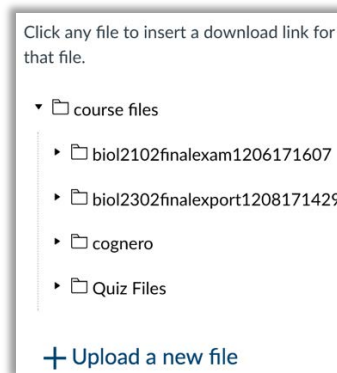 Click any file to insert a download link for
that file.
course files
biol2102finalexam1206171607
biol2302finalexport1208171429
cognero
Quiz Files
Upload a new file